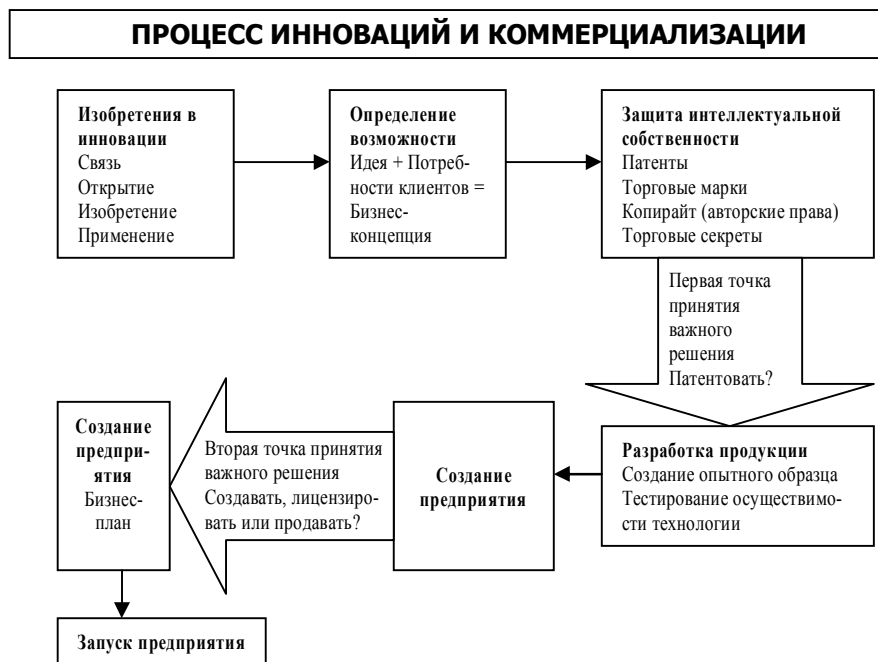 ПРОЦЕСС ИННОВАЦИЙ И КОММЕРЦИАЛИЗАЦИИ
Изобретения в
инновации
Связь
Открытие
Изобретение
Применение
Определение
возможности
Идея + Потреб-
ности клиентов =
Бизнес-
концепция
Защита интеллектуальной
собственности
Патенты
Торговые марки
Копирайт (авторские права)
Торговые секреты
Первая точка
принятия
важного
решения
Патентовать?
Разработка продукции
Создание опытного образца
Тестирование осуществимо-
сти технологии
Создание
предприятия
Вторая точка принятия
важного решения
Создавать, лицензиро-
вать или продавать?
Создание
предпри-
ятия
Бизнес-
план
Запуск предприятия